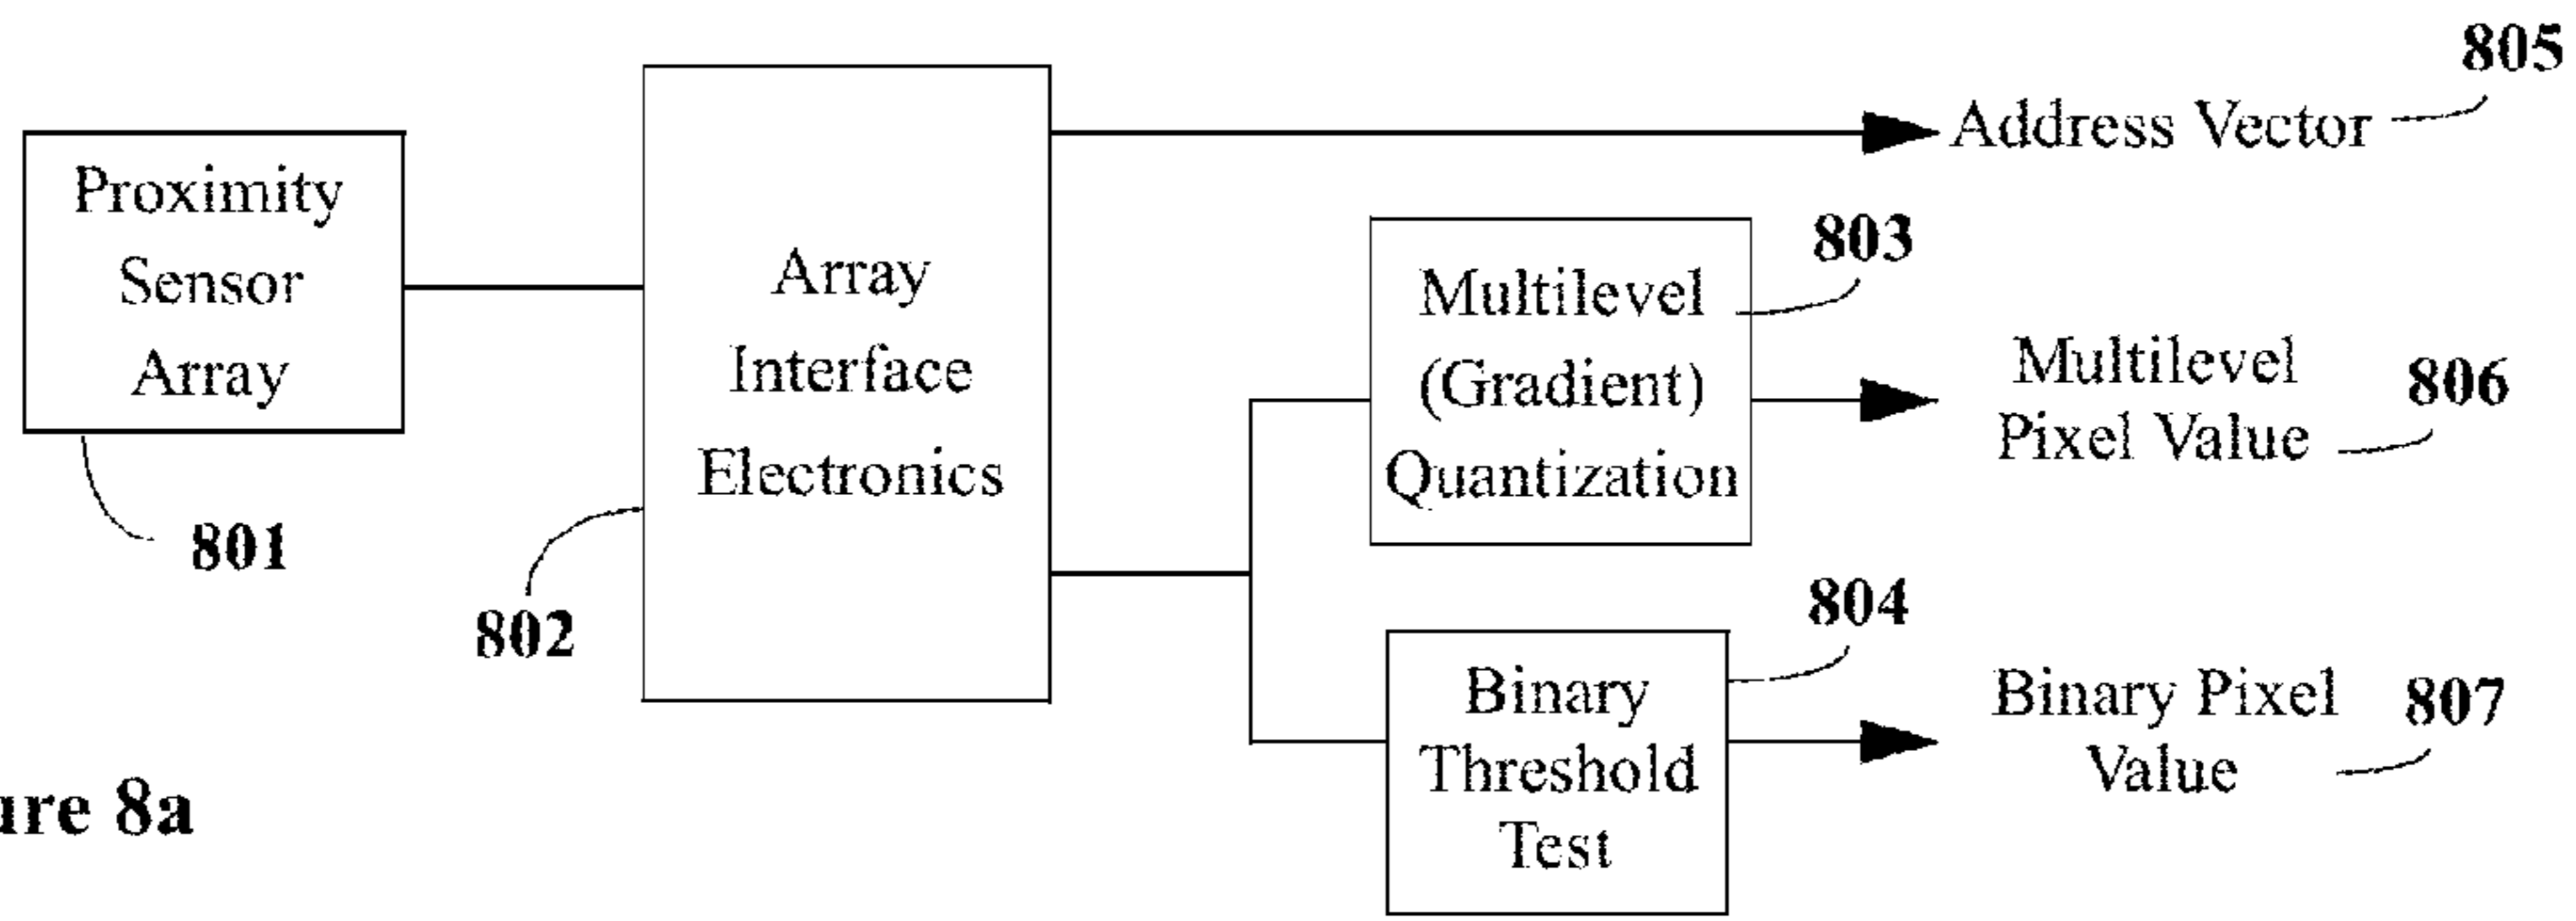 805
Address Vector
Proximity
Sensor
Array
801
Array
Interface
Electronics
802
Multilevel
(Gradient)
Quantization
803
Multilevel
Pixel Value
806
Binary
Threshold
Test
804
Binary Pixel
Value
807
ure 8a